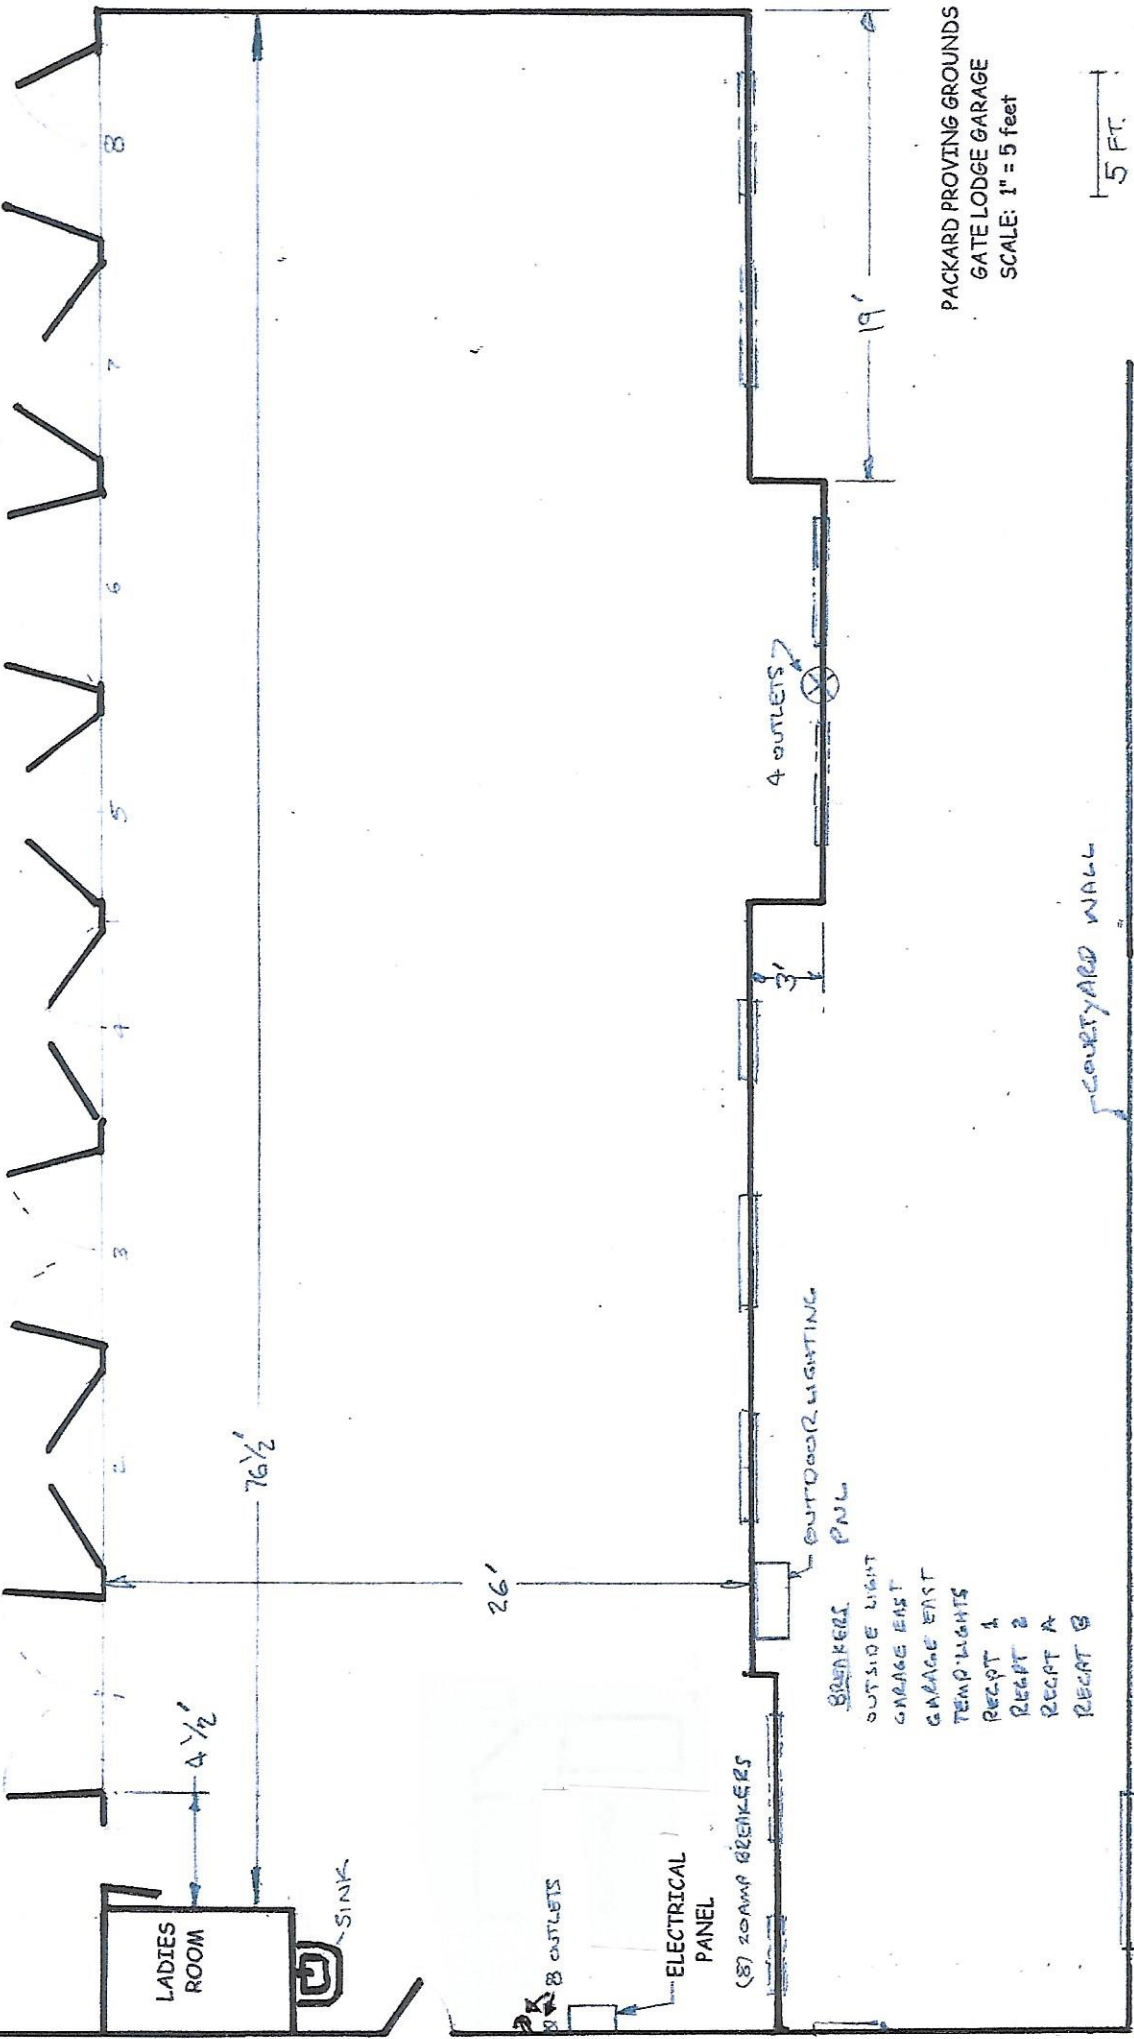 PACKARD PROVING GROUNDS
GATE LODGE GARAGE
SCALE: 1" = 5 feet
5 FT.
1
2
3
4
5
6
7
8
4 1/2'
76 1/2'
26'
19'
3'
LADIES
ROOM
SINK
8 OUTLETS
ELECTRICAL
PANEL
(8) 20 AMP BREAKERS
OUTDOOR LIGHTING
PNL
BREAKERS
OUTSIDE LIGHT
GARAGE EAST
GARAGE EAST
TEMP LIGHTS
RECPT 1
RECPT 2
RECPT A
RECPT B
4 OUTLETS
COURTYARD WALL